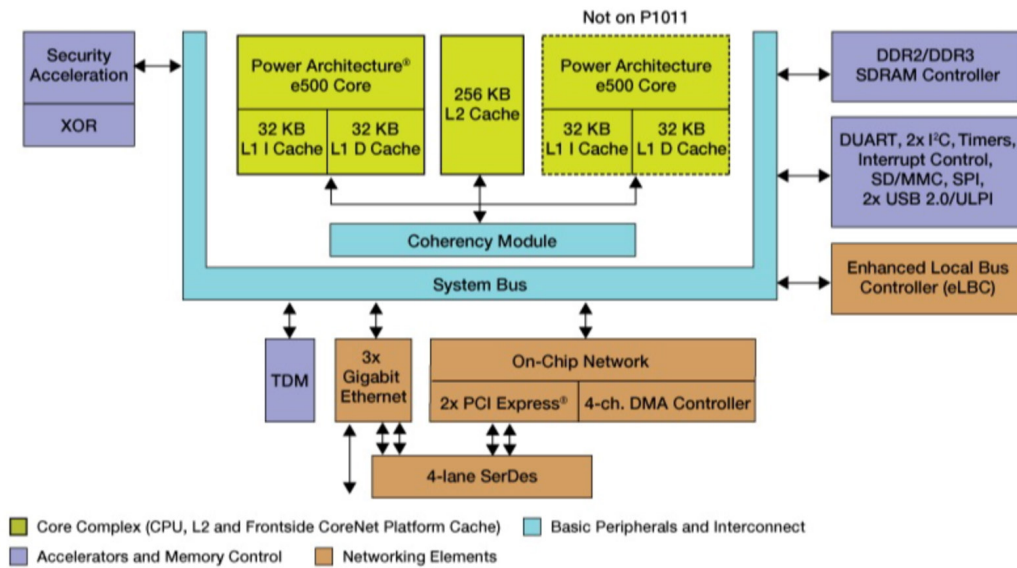 Not on P1011
Security
Acceleration
XOR
Power Architecture®
e500 Core
32 KB
L1 I Cache
32 KB
L1 D Cache
256 KB
L2 Cache
Power Architecture
e500 Core
32 KB
L1 I Cache
32 KB
L1 D Cache
DDR2/DDR3
SDRAM Controller
DUART, 2x I²C, Timers,
Interrupt Control,
SD/MMC, SPI,
2x USB 2.0/ULPI
Coherency Module
Enhanced Local Bus
Controller (eLBC)
System Bus
TDM
3x
Gigabit
Ethernet
On-Chip Network
2x PCI Express®
4-ch. DMA Controller
4-lane SerDes
Core Complex (CPU, L2 and Frontside CoreNet Platform Cache)
Basic Peripherals and Interconnect
Accelerators and Memory Control
Networking Elements